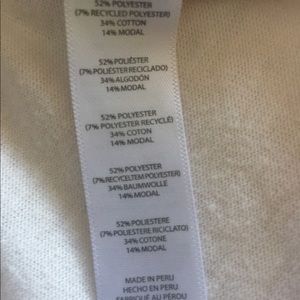 52% POLYESTER
(7% RECYCLED POLYESTER)
34% COTTON
14% MODAL
52% POLIÉSTER
(7% POLIÉSTER RECICLADO)
34% ALGODÓN
14% MODAL
52% POLYESTER
(7% POLYESTER RECYCLÉ)
34% COTON
14% MODAL
52% POLYESTER
(7% RECYCELTEM POLYESTER)
34% BAUMWOLLE
14% MODAL
52% POLIESTERE
(7% POLIESTERE RICICLATO)
34% COTONE
14% MODAL
MADE IN PERU
HECHO EN PERU
FABRIQUÉ AU PÉROU